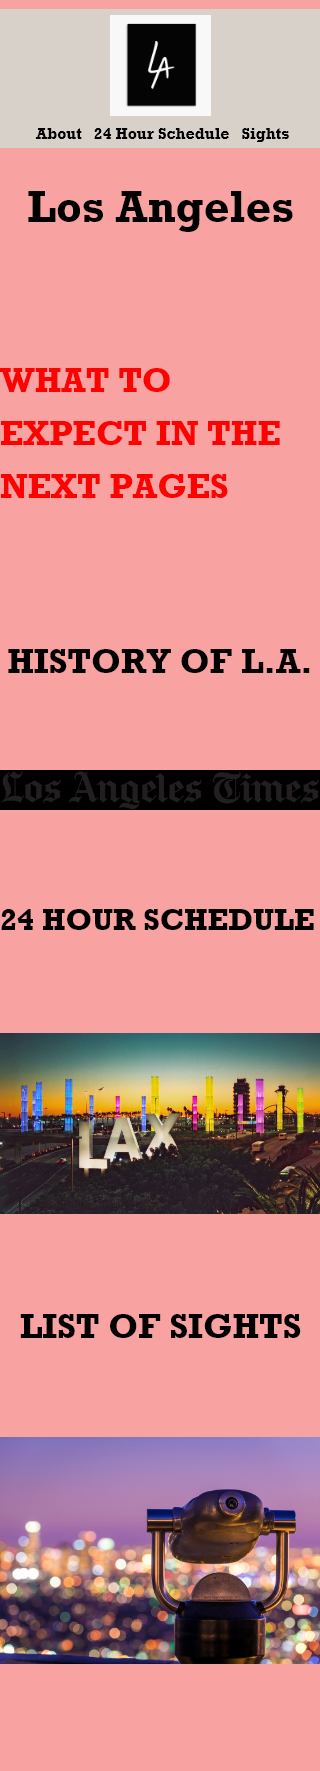 LA
About 24 Hour Schedule Sights
Los Angeles
WHAT TO
EXPECT IN THE
NEXT PAGES
HISTORY OF L.A.
Los Angeles Times
24 HOUR SCHEDULE
LAX
LIST OF SIGHTS